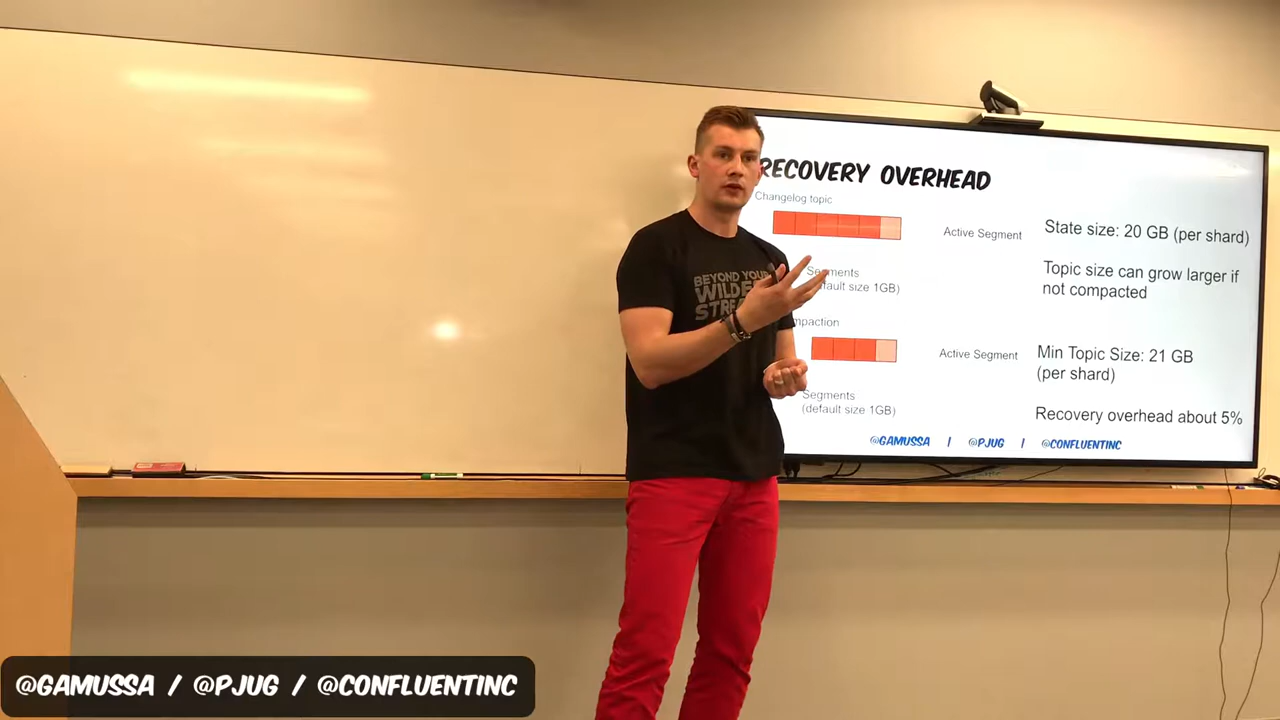 RECOVERY OVERHEAD
Changelog topic
Active Segment
State size: 20 GB (per shard)
Segments
(default size 1GB)
Topic size can grow larger if
not compacted
Active Segment
Min Topic Size: 21 GB
(per shard)
Segments
(default size 1GB)
Recovery overhead about 5%
@GAMUSSA / @PJUG / @CONFLUENTINC
BEYOND YOUR
@GAMUSSA / @PJUG / @CONFLUENTINC